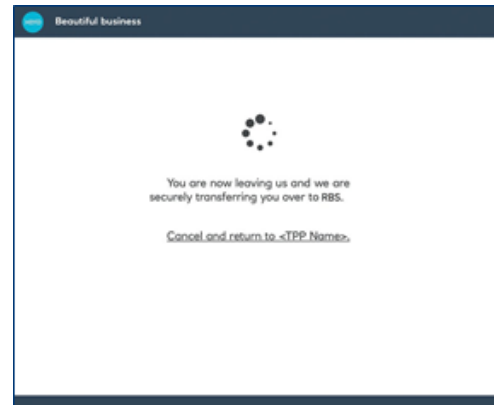 Beautiful business
You are now leaving us and we are
securely transferring you over to RBS.
Cancel and return to <TPP Name>.